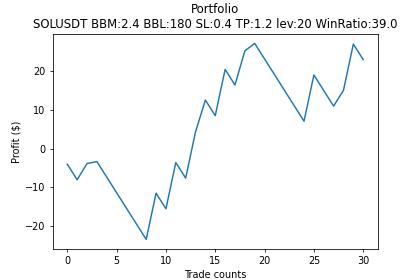 Portfolio
SOLUSDT BBM:2.4 BBL:180 SL:0.4 TP:1.2 lev:20 WinRatio:39.0
20
10
0
−10
−20
Profit ($)
0 5 10 15 20 25 30
Trade counts